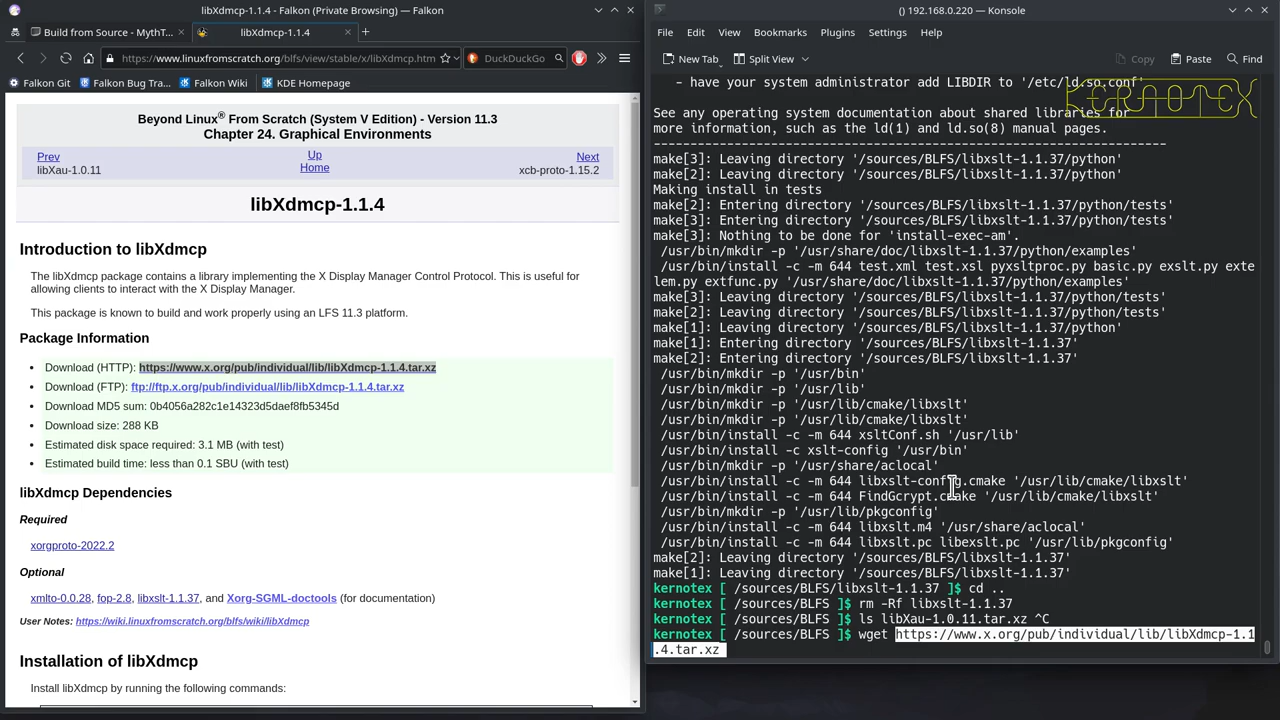 libXdmcp-1.1.4 - Falkon (Private Browsing) — Falkon
Build from Source - MythT
libXdmcp-1.1.4
https://www.linuxfromscratch.org/blfs/view/stable/x/libXdmcp.htm
DuckDuckGo
Falkon Git
Falkon Bug Tra...
Falkon Wiki
KDE Homepage
Beyond Linux® From Scratch (System V Edition) - Version 11.3
Chapter 24. Graphical Environments
Prev
Up
Next
libXau-1.0.11
Home
xcb-proto-1.15.2
libXdmcp-1.1.4
Introduction to libXdmcp
The libXdmcp package contains a library implementing the X Display Manager Control Protocol. This is useful for
allowing clients to interact with the X Display Manager.
This package is known to build and work properly using an LFS 11.3 platform.
Package Information
• Download (HTTP): https://www.x.org/pub/individual/lib/libXdmcp-1.1.4.tar.xz
• Download (FTP): ftp://ftp.x.org/pub/individual/lib/libXdmcp-1.1.4.tar.xz
• Download MD5 sum: 0b4056a282c1e14323d5daef8fb5345d
• Download size: 288 KB
• Estimated disk space required: 3.1 MB (with test)
• Estimated build time: less than 0.1 SBU (with test)
libXdmcp Dependencies
Required
xorgproto-2022.2
Optional
xmlto-0.0.28, fop-2.8, libxslt-1.1.37, and Xorg-SGML-doctools (for documentation)
User Notes: https://wiki.linuxfromscratch.org/blfs/wiki/libXdmcp
Installation of libXdmcp
Install libXdmcp by running the following commands:
() 192.168.0.220 — Konsole
File Edit View Bookmarks Plugins Settings Help
New Tab
Split View
Copy
Paste
Find
KERNOTEX
- have your system administrator add LIBDIR to '/etc/ld.so.conf'
See any operating system documentation about shared libraries for
more information, such as the ld(1) and ld.so(8) manual pages.
----------------------------------------------------------------------
make[3]: Leaving directory '/sources/BLFS/libxslt-1.1.37/python'
make[2]: Leaving directory '/sources/BLFS/libxslt-1.1.37/python'
Making install in tests
make[2]: Entering directory '/sources/BLFS/libxslt-1.1.37/python/tests'
make[3]: Entering directory '/sources/BLFS/libxslt-1.1.37/python/tests'
make[3]: Nothing to be done for 'install-exec-am'.
/usr/bin/mkdir -p '/usr/share/doc/libxslt-1.1.37/python/examples'
/usr/bin/install -c -m 644 test.xml test.xsl pyxsltproc.py basic.py exslt.py exte
lem.py extfunc.py '/usr/share/doc/libxslt-1.1.37/python/examples'
make[3]: Leaving directory '/sources/BLFS/libxslt-1.1.37/python/tests'
make[2]: Leaving directory '/sources/BLFS/libxslt-1.1.37/python/tests'
make[1]: Leaving directory '/sources/BLFS/libxslt-1.1.37/python'
make[1]: Entering directory '/sources/BLFS/libxslt-1.1.37'
make[2]: Entering directory '/sources/BLFS/libxslt-1.1.37'
/usr/bin/mkdir -p '/usr/bin'
/usr/bin/mkdir -p '/usr/lib'
/usr/bin/mkdir -p '/usr/lib/cmake/libxslt'
/usr/bin/mkdir -p '/usr/lib/cmake/libxslt'
/usr/bin/install -c -m 644 xsltConf.sh '/usr/lib'
/usr/bin/install -c xslt-config '/usr/bin'
/usr/bin/mkdir -p '/usr/share/aclocal'
/usr/bin/install -c -m 644 libxslt-config.cmake '/usr/lib/cmake/libxslt'
/usr/bin/install -c -m 644 FindGcrypt.cmake '/usr/lib/cmake/libxslt'
/usr/bin/mkdir -p '/usr/lib/pkgconfig'
/usr/bin/install -c -m 644 libxslt.m4 '/usr/share/aclocal'
/usr/bin/install -c -m 644 libxslt.pc libexslt.pc '/usr/lib/pkgconfig'
make[2]: Leaving directory '/sources/BLFS/libxslt-1.1.37'
make[1]: Leaving directory '/sources/BLFS/libxslt-1.1.37'
kernotex [ /sources/BLFS/libxslt-1.1.37 ]$ cd ..
kernotex [ /sources/BLFS ]$ rm -Rf libxslt-1.1.37
kernotex [ /sources/BLFS ]$ ls libXau-1.0.11.tar.xz ^C
kernotex [ /sources/BLFS ]$ wget https://www.x.org/pub/individual/lib/libXdmcp-1.1
.4.tar.xz